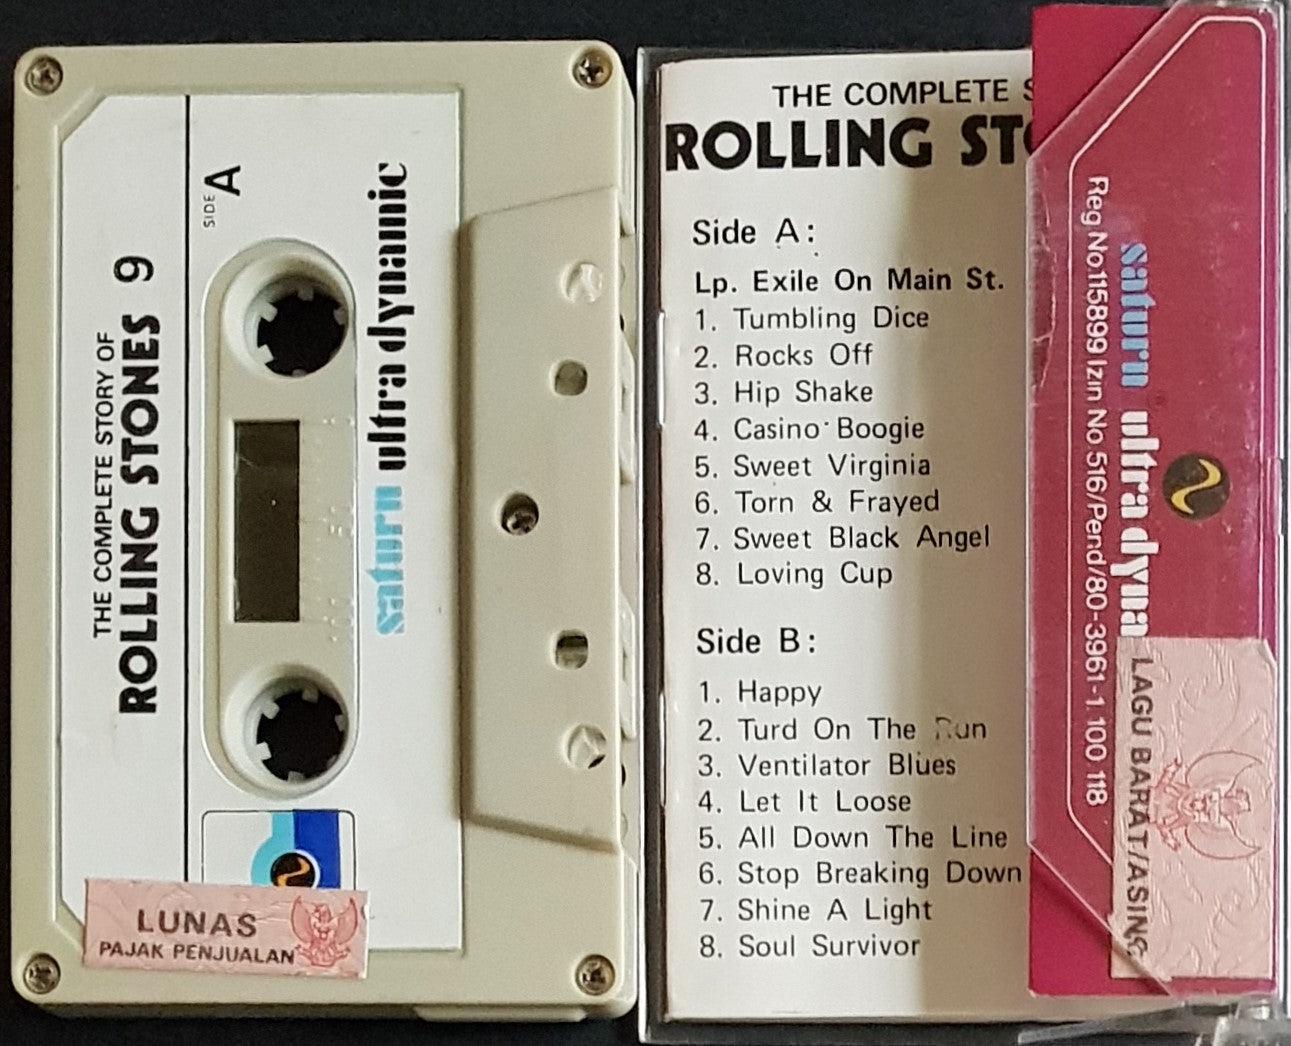 THE COMPLETE STORY OF
ROLLING STONES 9
SIDE A
saturn ultra dynamic
LUNAS
PAJAK PENJUALAN
THE COMPLETE
ROLLING
Side A:
Lp. Exile On Main St.
1. Tumbling Dice
2. Rocks Off
3. Hip Shake
4. Casino Boogie
5. Sweet Virginia
6. Torn & Frayed
7. Sweet Black Angel
8. Loving Cup
Side B:
1. Happy
2. Turd On The Run
3. Ventilator Blues
4. Let It Loose
5. All Down The Line
6. Stop Breaking Down
7. Shine A Light
8. Soul Survivor
saturn ultra dyna
Reg No.115899 Izin No.516/Pend/80-3961-1.100 118
LAGU BARAT/ASING